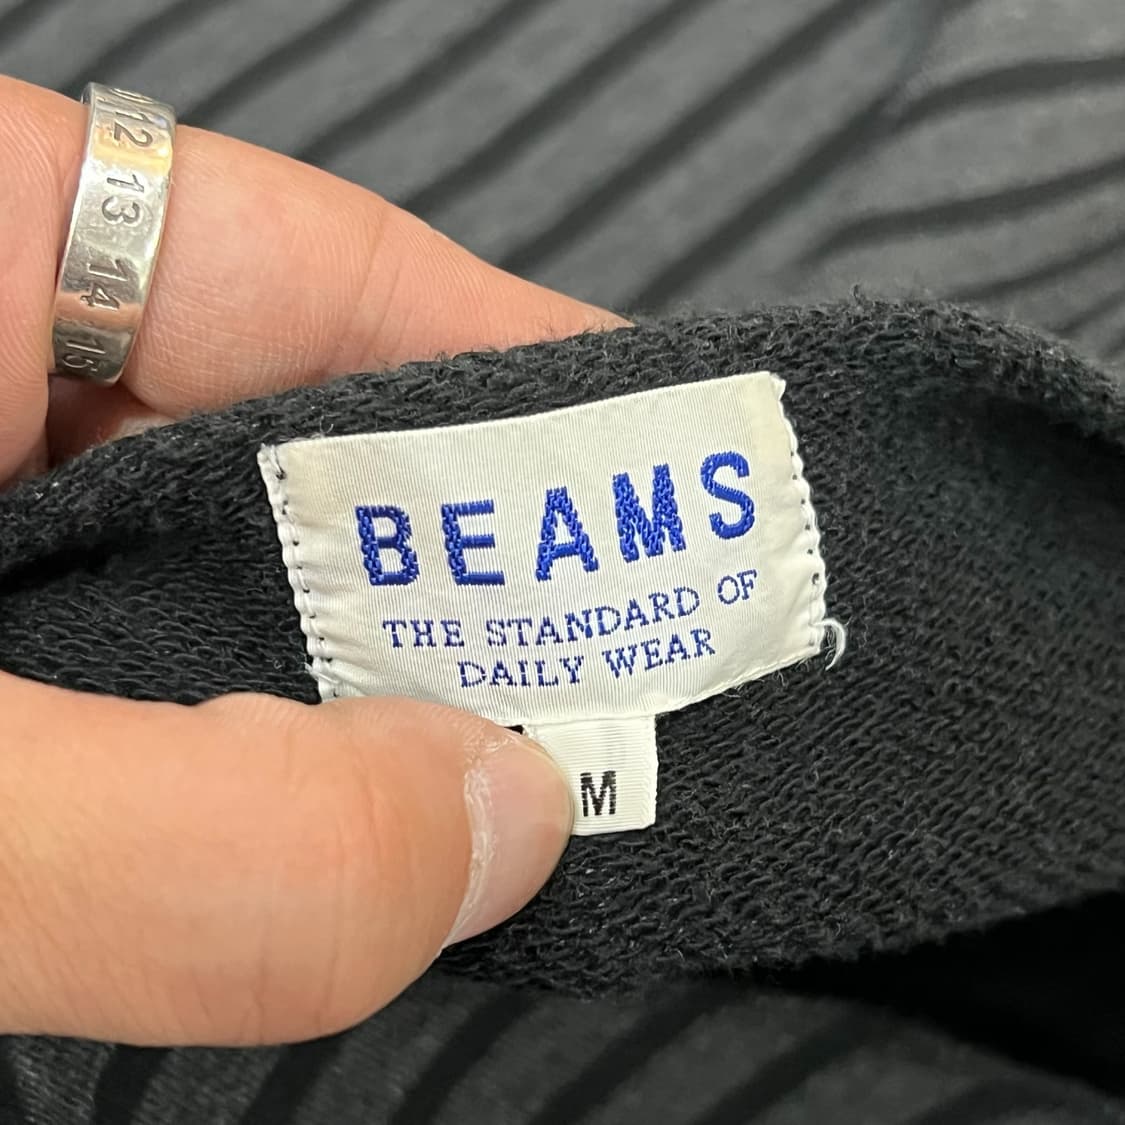 12
13
14
15
BEAMS
THE STANDARD OF
DAILY WEAR
M